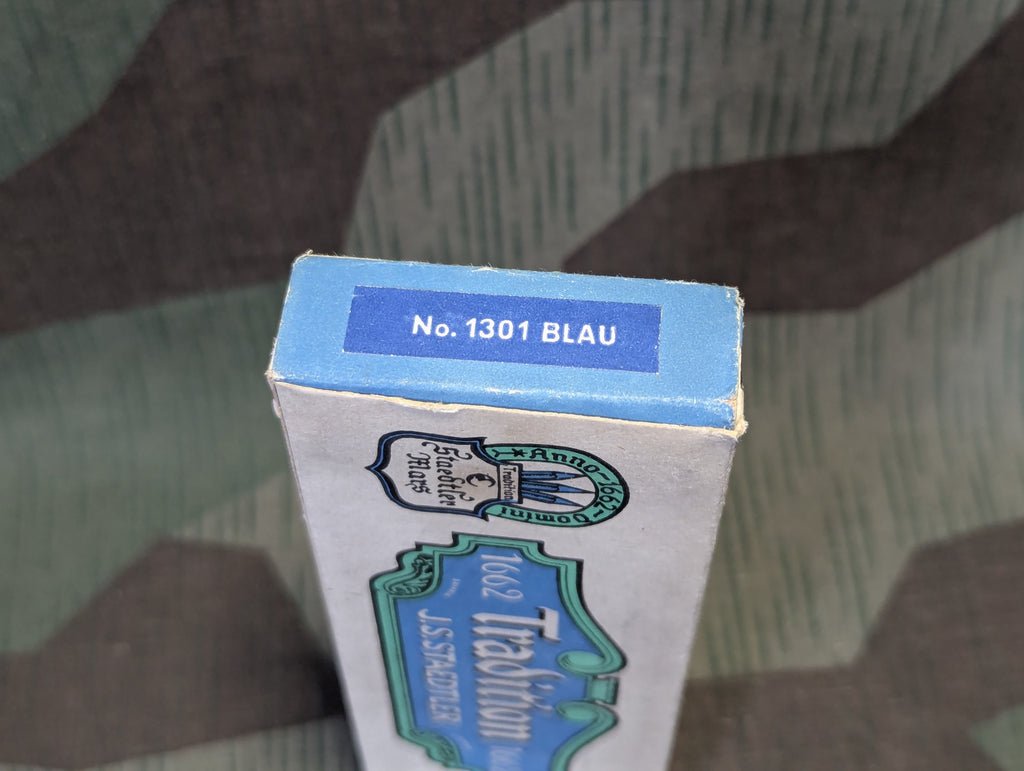 No. 1301 BLAU
Anno-1662-Domini
Tradition
Staedtler
Mars
1662 Tradition
J.S. STAEDTLER